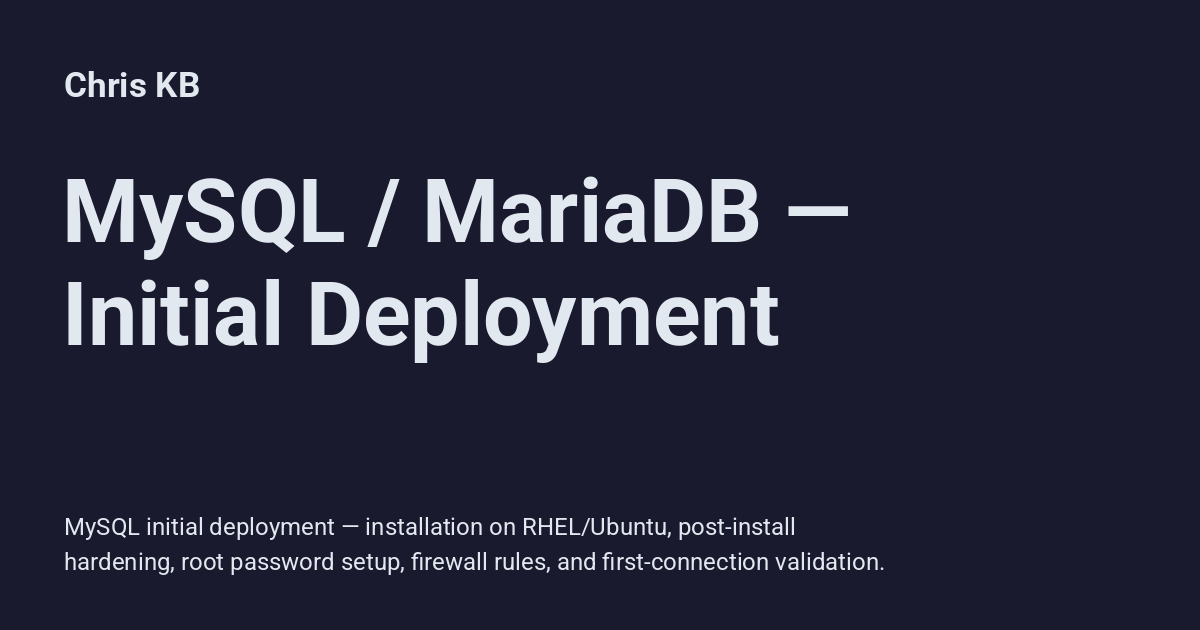 Chris KB
MySQL / MariaDB —
Initial Deployment
MySQL initial deployment — installation on RHEL/Ubuntu, post-install
hardening, root password setup, firewall rules, and first-connection validation.